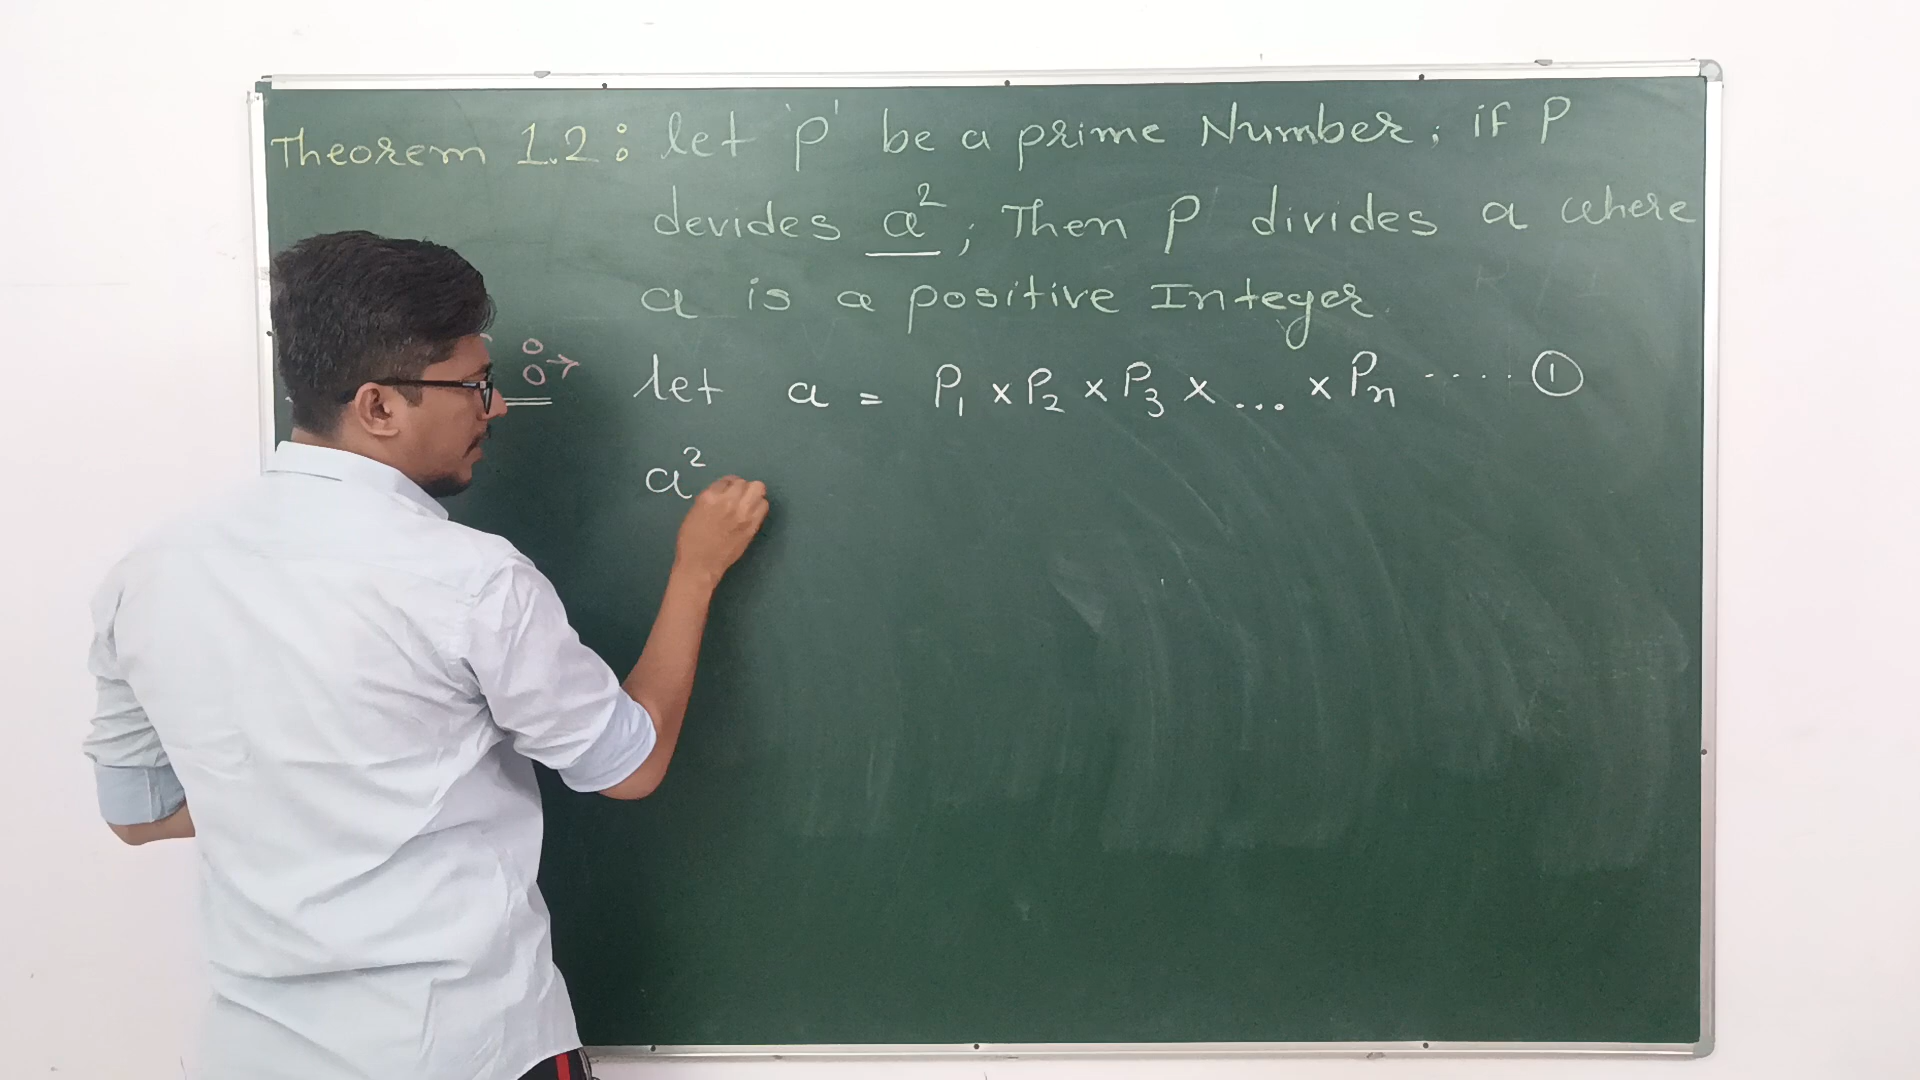 Theorem 1.2: let 'p' be a prime Number; if P
devides a²; Then P divides a where
a is a positive Integer.
let a = P₁ × P₂ × P₃ × ... × Pₙ ..... ①
a²